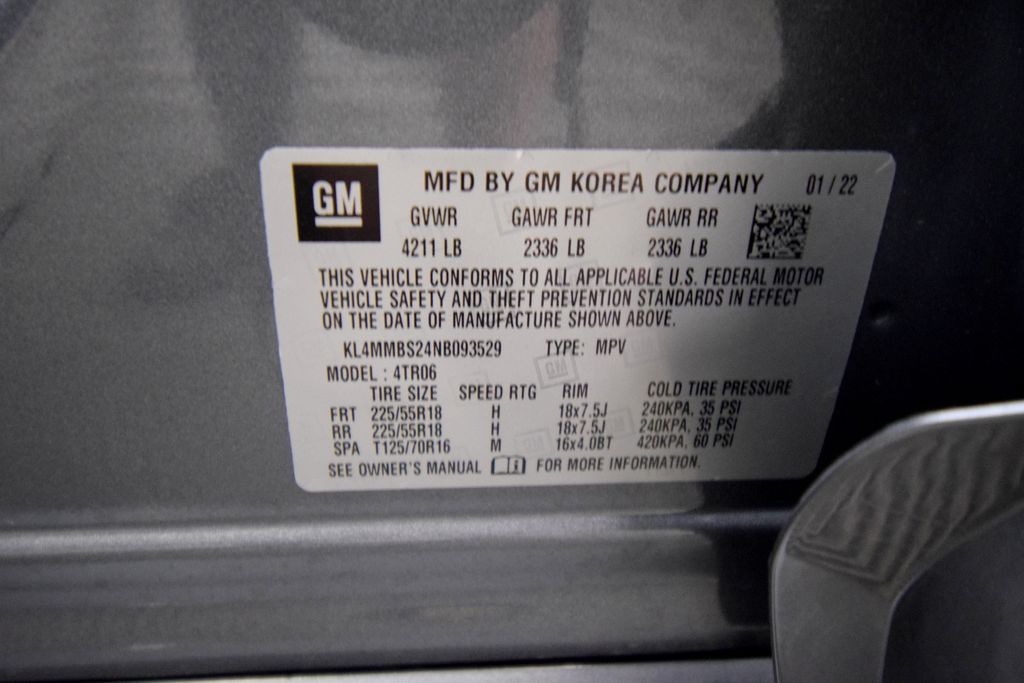 GM MFD BY GM KOREA COMPANY 01/22
GVWR GAWR FRT GAWR RR
4211 LB 2336 LB 2336 LB
THIS VEHICLE CONFORMS TO ALL APPLICABLE U.S. FEDERAL MOTOR
VEHICLE SAFETY AND THEFT PREVENTION STANDARDS IN EFFECT
ON THE DATE OF MANUFACTURE SHOWN ABOVE.
KL4MMBS24NB093529 TYPE: MPV
MODEL : 4TR06
TIRE SIZE SPEED RTG RIM COLD TIRE PRESSURE
FRT 225/55R18 H 18x7.5J 240KPA, 35 PSI
RR 225/55R18 H 18x7.5J 240KPA, 35 PSI
SPA T125/70R16 M 16x4.0BT 420KPA, 60 PSI
SEE OWNER'S MANUAL FOR MORE INFORMATION.